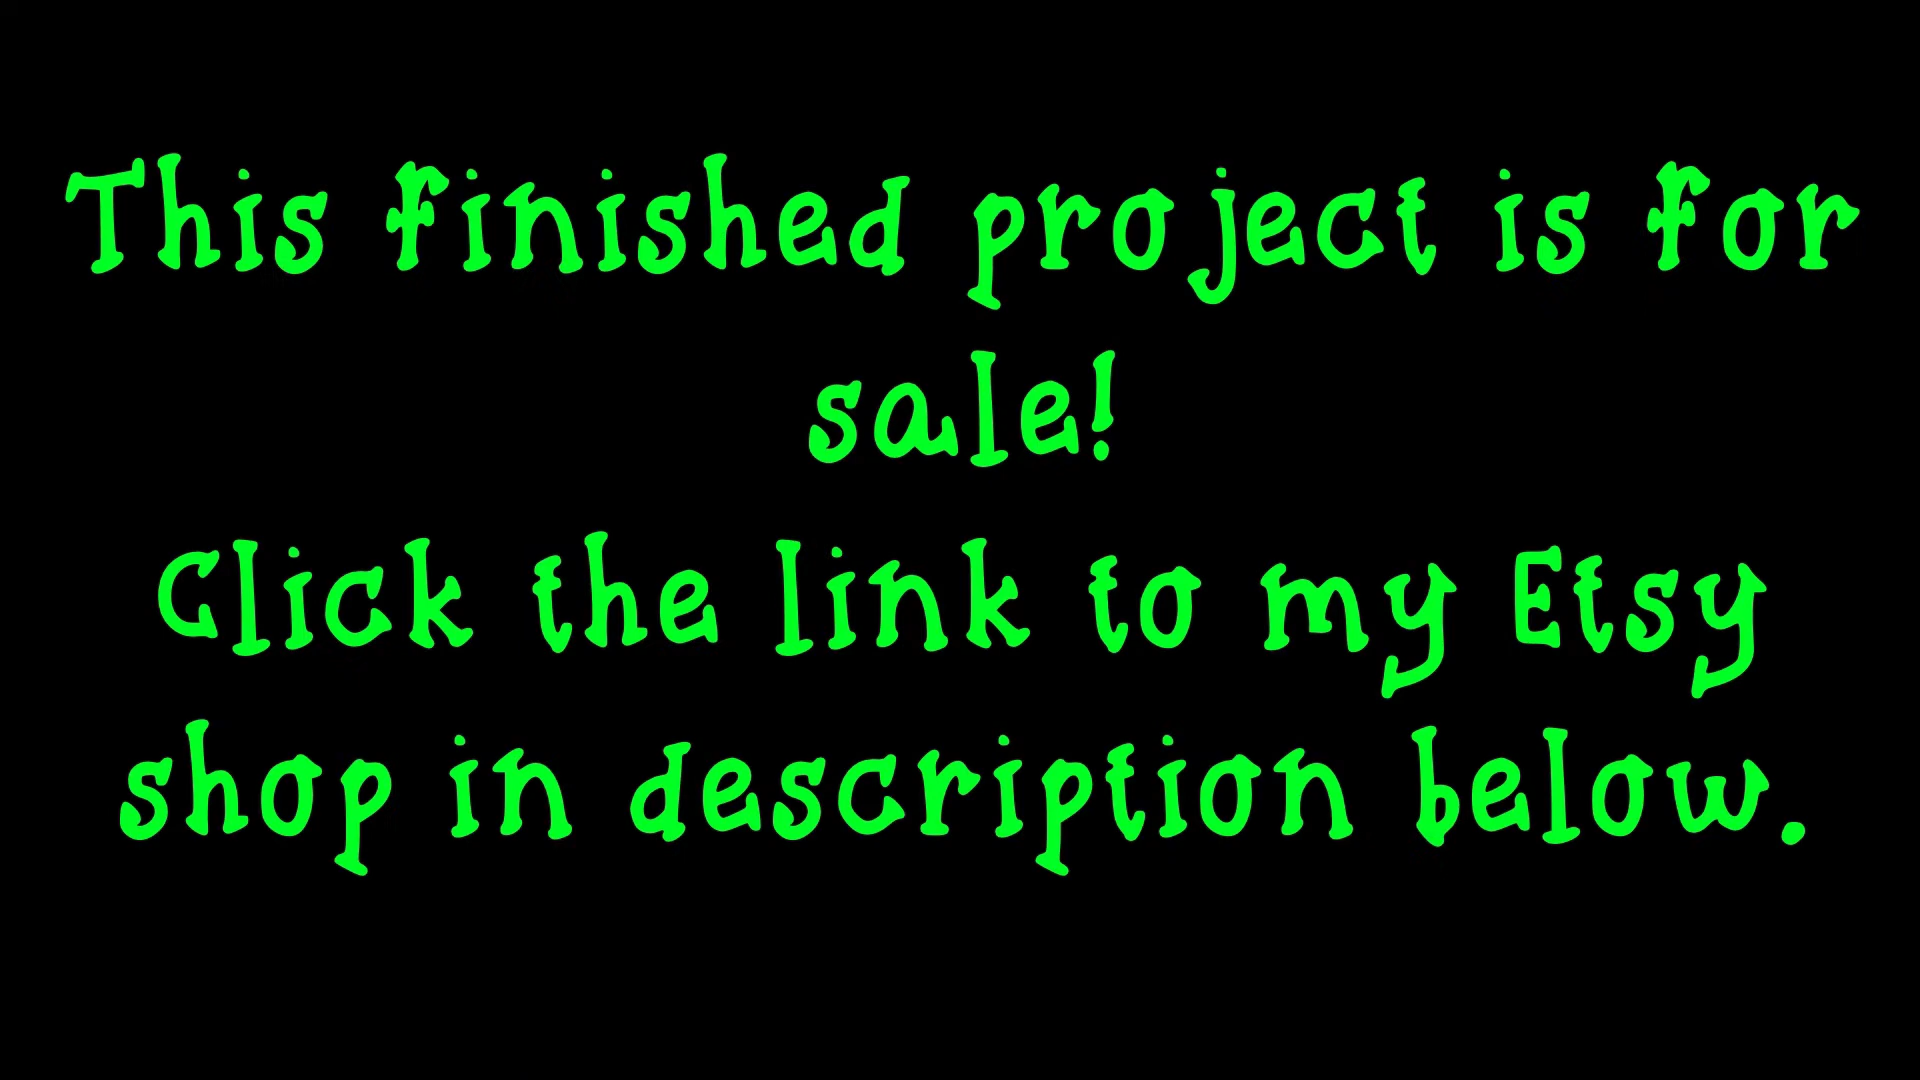 This finished project is for
sale!
Click the link to my Etsy
shop in description below.